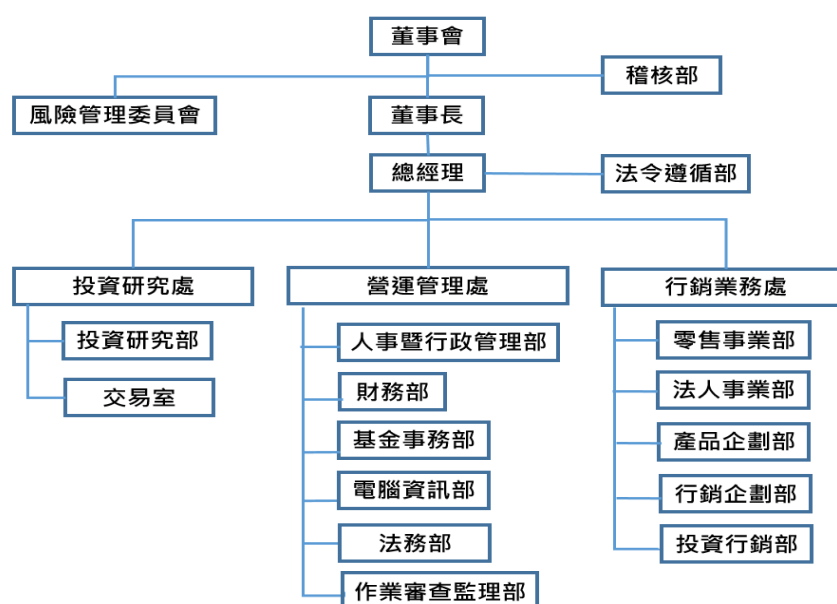 董事會
稽核部
風險管理委員會
董事長
總經理
法令遵循部
投資研究處
投資研究部
交易室
營運管理處
人事暨行政管理部
財務部
基金事務部
電腦資訊部
法務部
作業審查監理部
行銷業務處
零售事業部
法人事業部
產品企劃部
行銷企劃部
投資行銷部